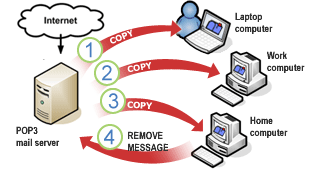 Internet
Laptop
computer
1
COPY
2
COPY
Work
computer
3
COPY
POP3
mail server
4
REMOVE
MESSAGE
Home
computer